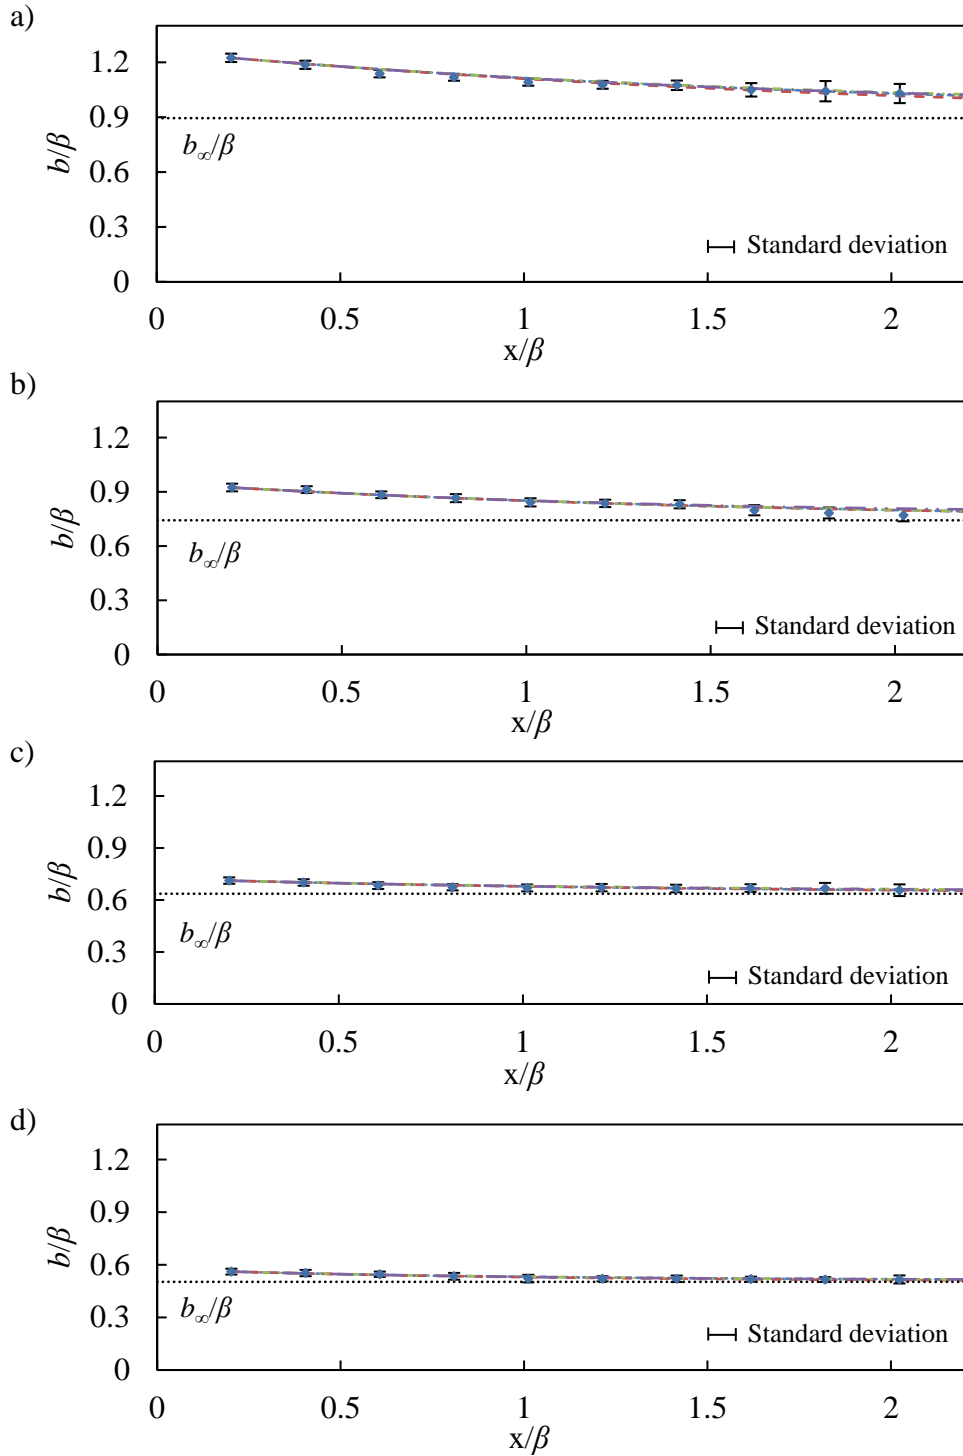 a)
1.2
0.9
0.6
0.3
0
b/β
b∞/β
Standard deviation
0 0.5 1 1.5 2
x/β
b)
1.2
0.9
0.6
0.3
0
b/β
b∞/β
Standard deviation
0 0.5 1 1.5 2
x/β
c)
1.2
0.9
0.6
0.3
0
b/β
b∞/β
Standard deviation
0 0.5 1 1.5 2
x/β
d)
1.2
0.9
0.6
0.3
0
b/β
b∞/β
Standard deviation
0 0.5 1 1.5 2
x/β